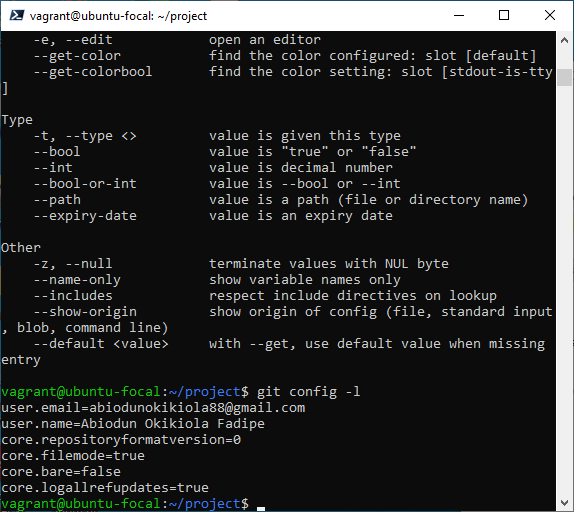 vagrant@ubuntu-focal: ~/project
-e, --edit open an editor
--get-color find the color configured: slot [default]
--get-colorbool find the color setting: slot [stdout-is-tty
]
Type
-t, --type <> value is given this type
--bool value is "true" or "false"
--int value is decimal number
--bool-or-int value is --bool or --int
--path value is a path (file or directory name)
--expiry-date value is an expiry date
Other
-z, --null terminate values with NUL byte
--name-only show variable names only
--includes respect include directives on lookup
--show-origin show origin of config (file, standard input
, blob, command line)
--default <value> with --get, use default value when missing
entry
vagrant@ubuntu-focal:~/project$ git config -l
user.email=abiodunokikiola88@gmail.com
user.name=Abiodun Okikiola Fadipe
core.repositoryformatversion=0
core.filemode=true
core.bare=false
core.logallrefupdates=true
vagrant@ubuntu-focal:~/project$